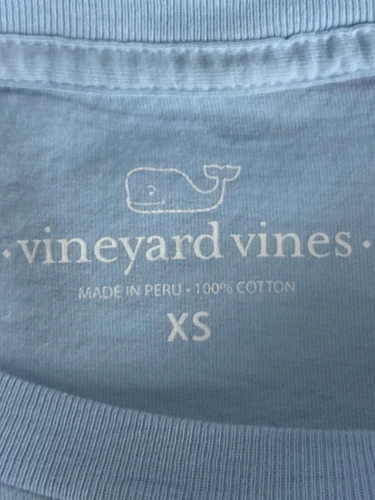 · vineyard vines ·
MADE IN PERU · 100% COTTON
XS